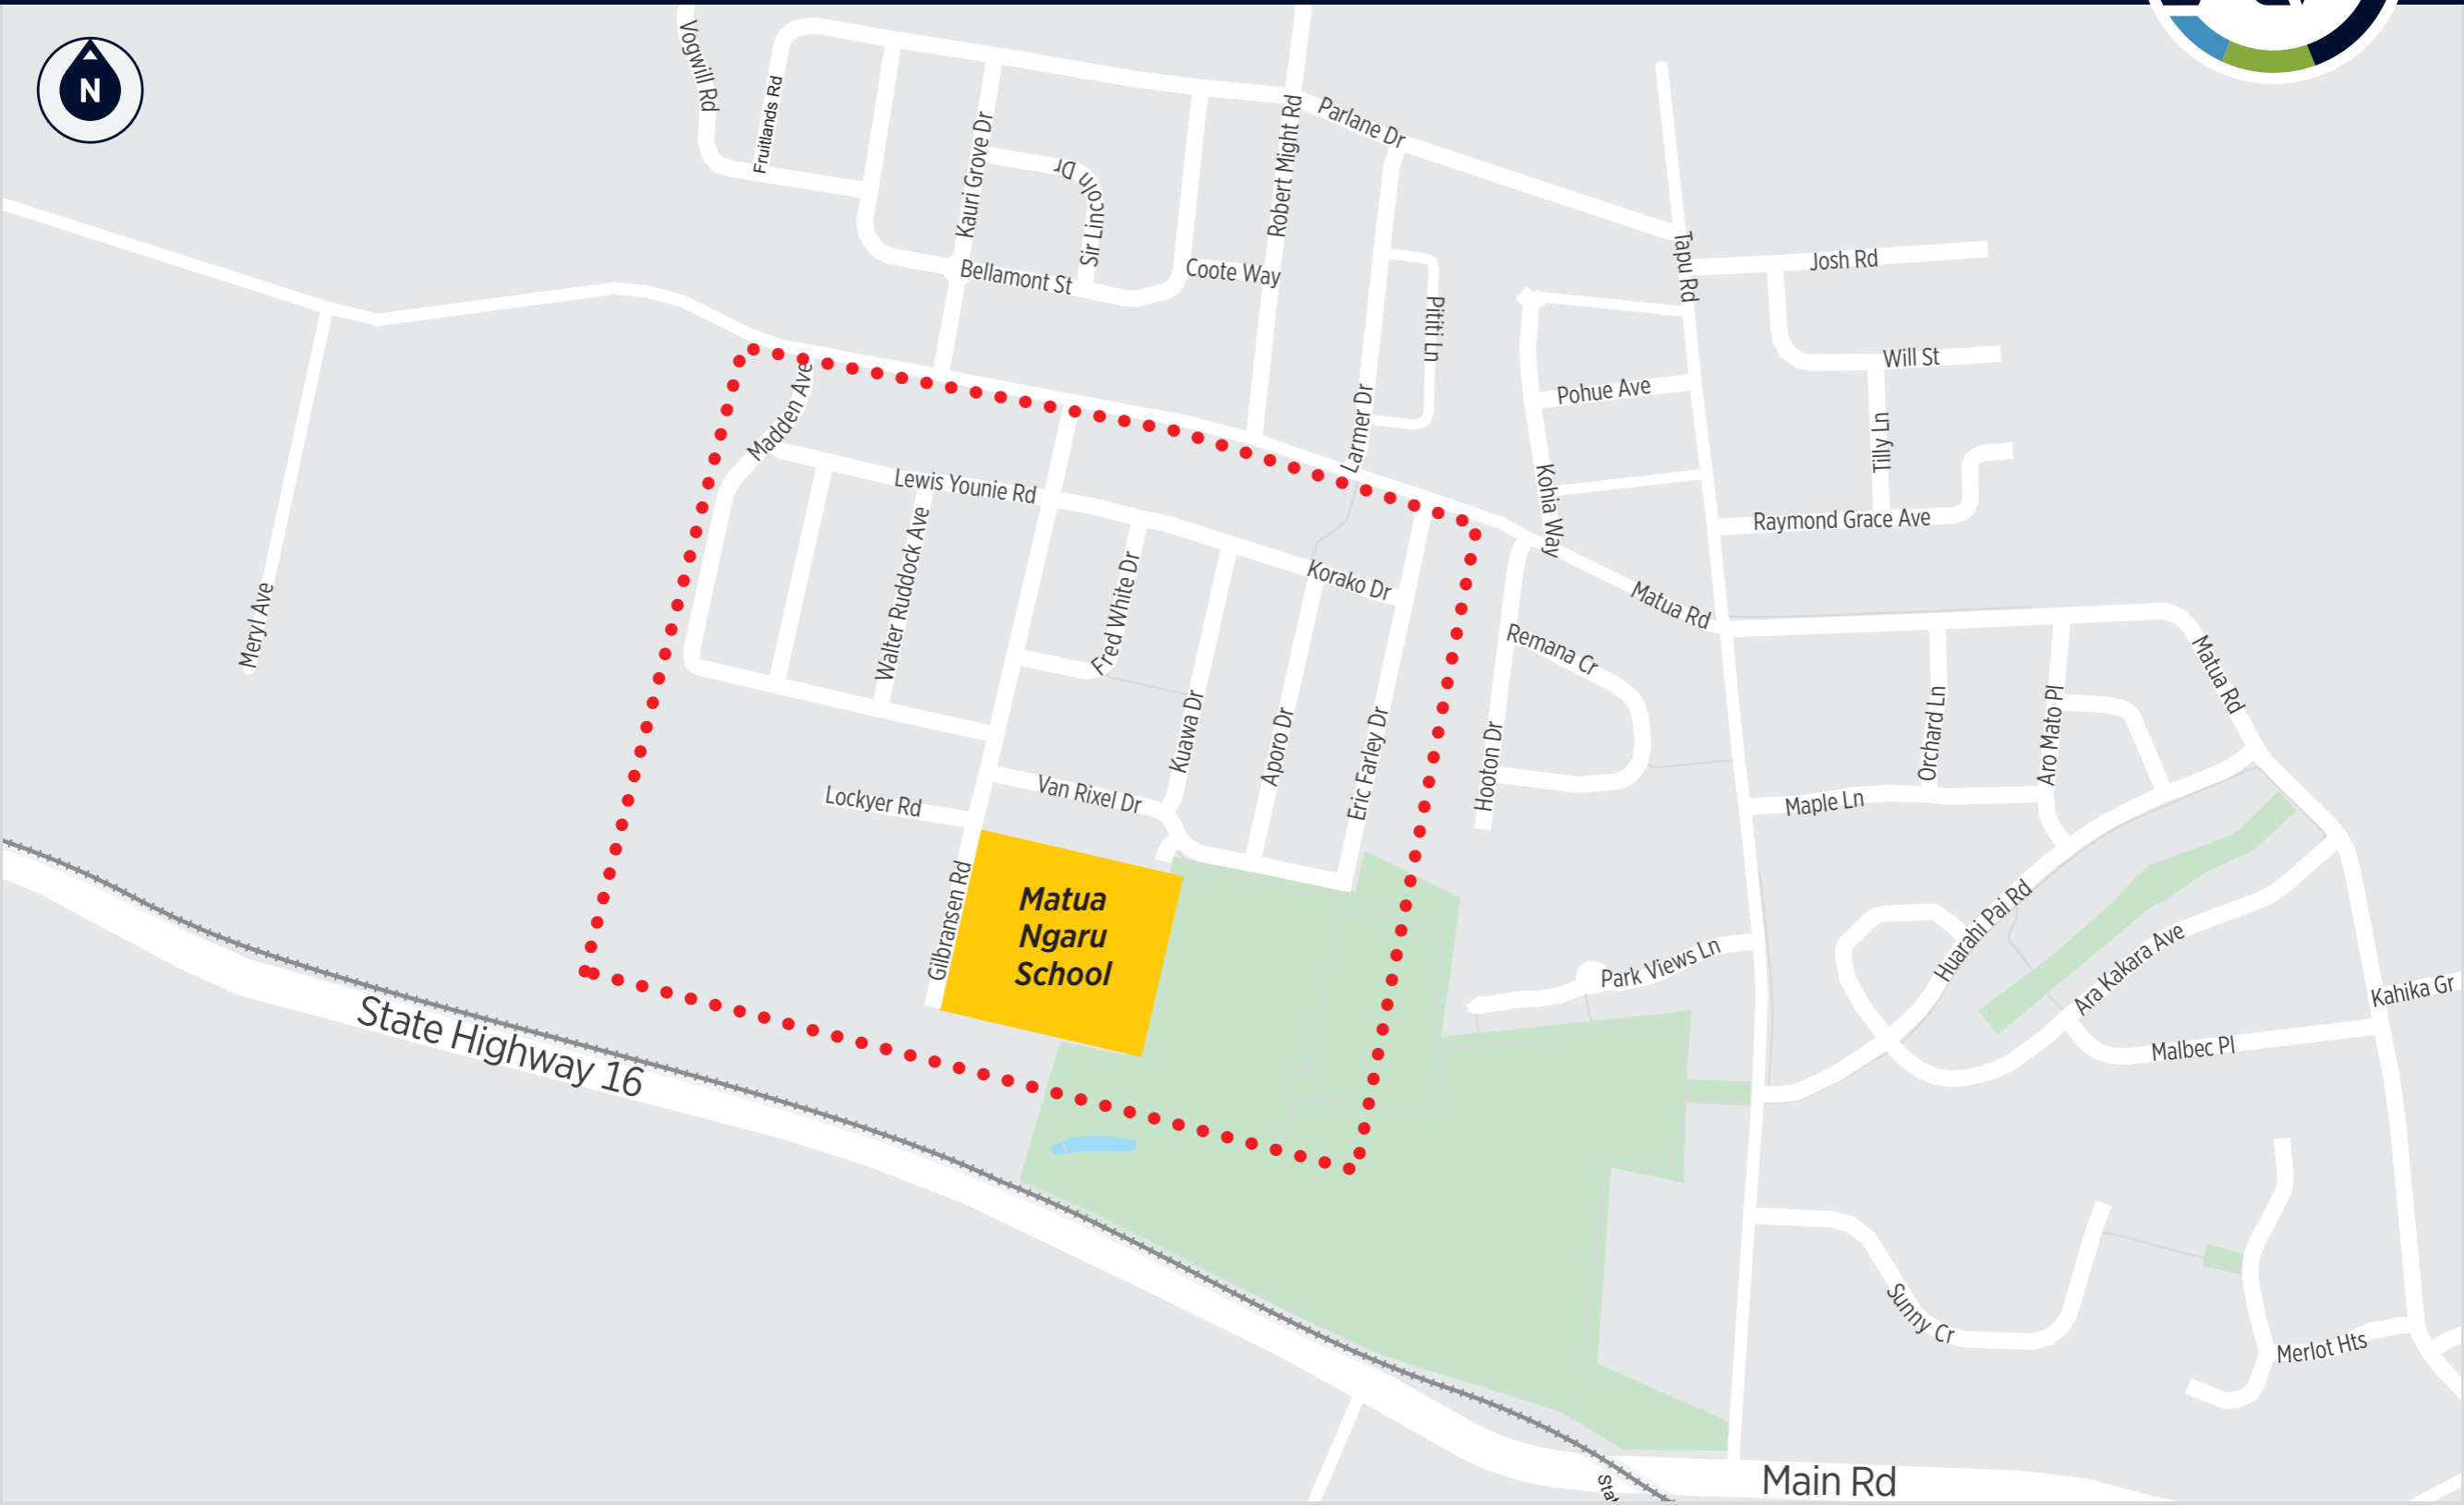 N
Vogwill Rd
Fruitlands Rd
Kauri Grove Dr
Sir Lincoln Dr
Robert Might Rd
Parlane Dr
Bellamont St
Coote Way
Tapu Rd
Josh Rd
Pititi Ln
Will St
Madden Ave
Larmer Dr
Pohue Ave
Tilly Ln
Lewis Younie Rd
Kohia Way
Raymond Grace Ave
Walter Ruddock Ave
Fred White Dr
Korako Dr
Matua Rd
Meryl Ave
Remana Cr
Matua Rd
Kuawa Dr
Aporo Dr
Eric Farley Dr
Hooton Dr
Orchard Ln
Aro Mato Pl
Lockyer Rd
Van Rixel Dr
Maple Ln
Gilbransen Rd
Matua
Ngaru
School
Park Views Ln
Huarahi Pai Rd
Ara Kakara Ave
Kahika Gr
State Highway 16
Malbec Pl
Sunny Cr
Merlot Hts
Main Rd